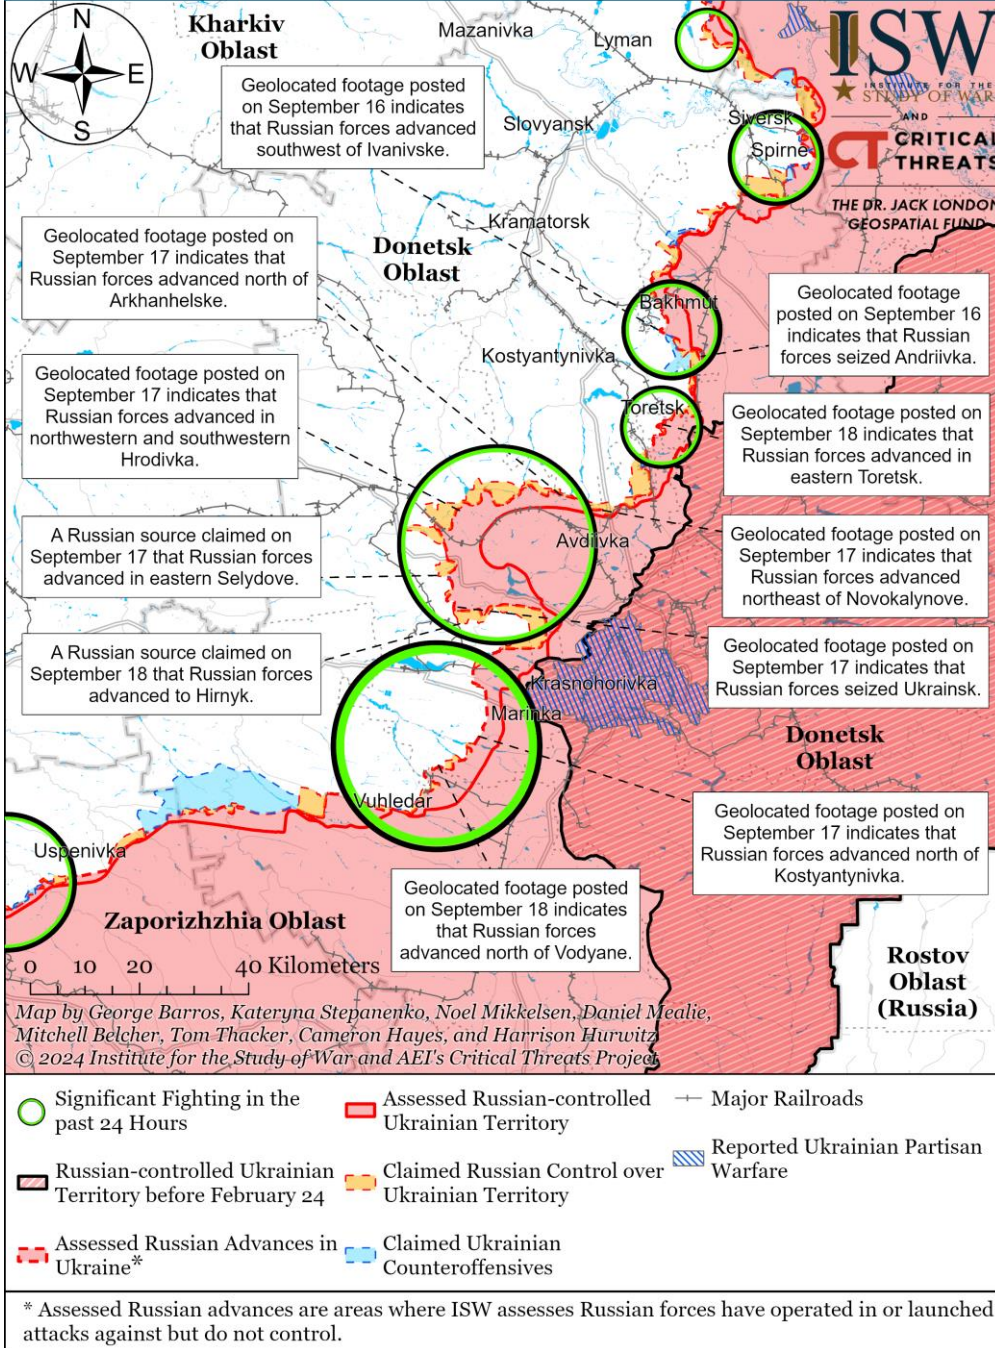 N
W
E
S
Kharkiv
Oblast
Mazanivka
Lyman
ISW
INSTITUTE FOR THE
STUDY OF WAR
AND
CT CRITICAL
THREATS
THE DR. JACK LONDON
GEOSPATIAL FUND
Geolocated footage posted
on September 16 indicates
that Russian forces advanced
southwest of Ivanivske.
Slovyansk
Siversk
Spirne
Kramatorsk
Donetsk
Oblast
Geolocated footage posted on
September 17 indicates that
Russian forces advanced north of
Arkhanhelske.
Bakhmut
Geolocated footage
posted on September 16
indicates that Russian
forces seized Andriivka.
Kostyantynivka
Geolocated footage posted on
September 17 indicates that
Russian forces advanced in
northwestern and southwestern
Hrodivka.
Toretsk
Geolocated footage posted on
September 18 indicates that
Russian forces advanced in
eastern Toretsk.
A Russian source claimed on
September 17 that Russian forces
advanced in eastern Selydove.
Avdiivka
Geolocated footage posted on
September 17 indicates that
Russian forces advanced
northeast of Novokalynove.
A Russian source claimed on
September 18 that Russian forces
advanced to Hirnyk.
Geolocated footage posted on
September 17 indicates that
Russian forces seized Ukrainsk.
Krasnohorivka
Marinka
Donetsk
Oblast
Vuhledar
Geolocated footage posted on
September 17 indicates that
Russian forces advanced north of
Kostyantynivka.
Uspenivka
Geolocated footage posted
on September 18 indicates
that Russian forces
advanced north of Vodyane.
Zaporizhzhia Oblast
Rostov
Oblast
(Russia)
0 10 20 40 Kilometers
Map by George Barros, Kateryna Stepanenko, Noel Mikkelsen, Daniel Mealie,
Mitchell Belcher, Tom Thacker, Cameron Hayes, and Harrison Hurwitz
© 2024 Institute for the Study of War and AEI's Critical Threats Project
Significant Fighting in the
past 24 Hours
Russian-controlled Ukrainian
Territory before February 24
Assessed Russian Advances in
Ukraine*
Assessed Russian-controlled
Ukrainian Territory
Claimed Russian Control over
Ukrainian Territory
Claimed Ukrainian
Counteroffensives
Major Railroads
Reported Ukrainian Partisan
Warfare
* Assessed Russian advances are areas where ISW assesses Russian forces have operated in or launched
attacks against but do not control.